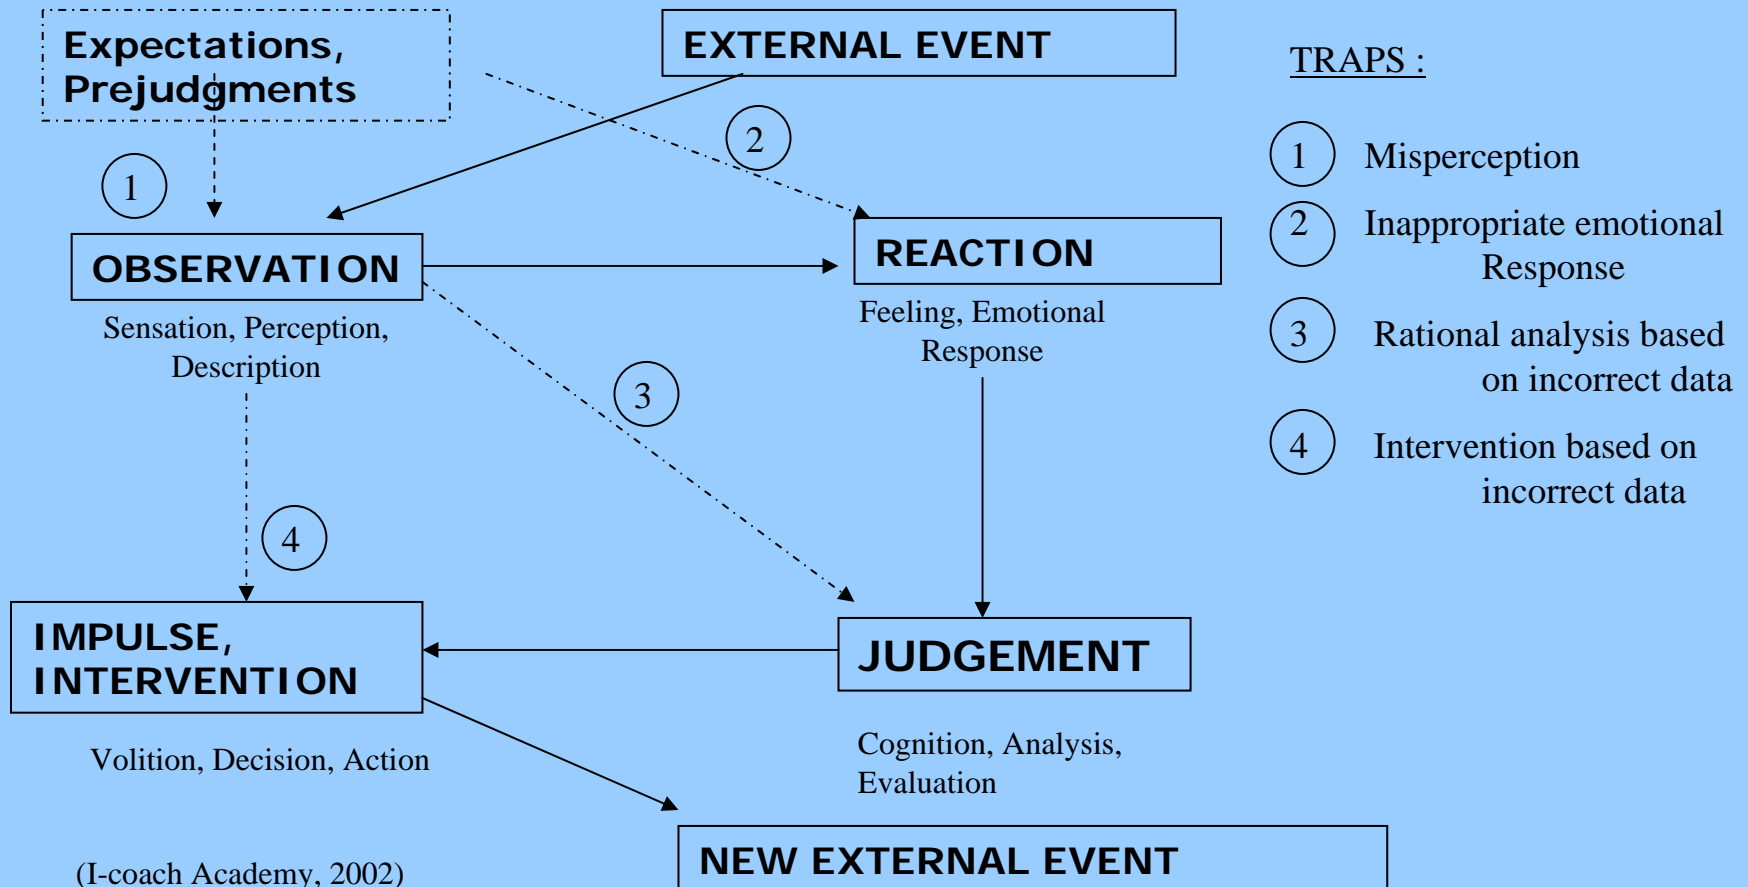 Expectations,
Prejudgments
EXTERNAL EVENT
TRAPS :
1 Misperception
2 Inappropriate emotional
Response
3 Rational analysis based
on incorrect data
4 Intervention based on
incorrect data
1
2
OBSERVATION
Sensation, Perception,
Description
REACTION
Feeling, Emotional
Response
3
4
IMPULSE,
INTERVENTION
Volition, Decision, Action
JUDGEMENT
Cognition, Analysis,
Evaluation
NEW EXTERNAL EVENT
(I-coach Academy, 2002)